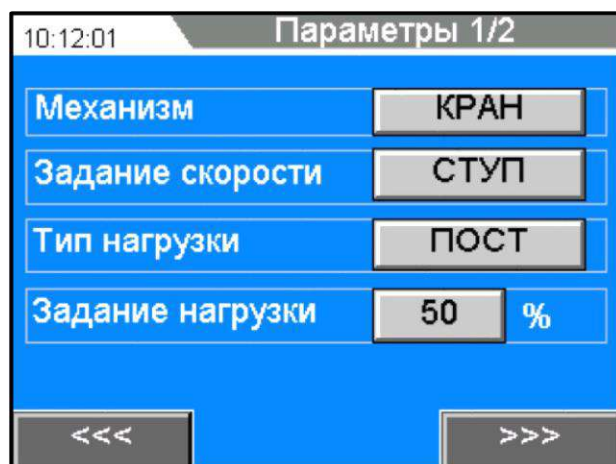 10:12:01 Параметры 1/2
Механизм КРАН
Задание скорости СТУП
Тип нагрузки ПОСТ
Задание нагрузки 50 %
<<< >>>